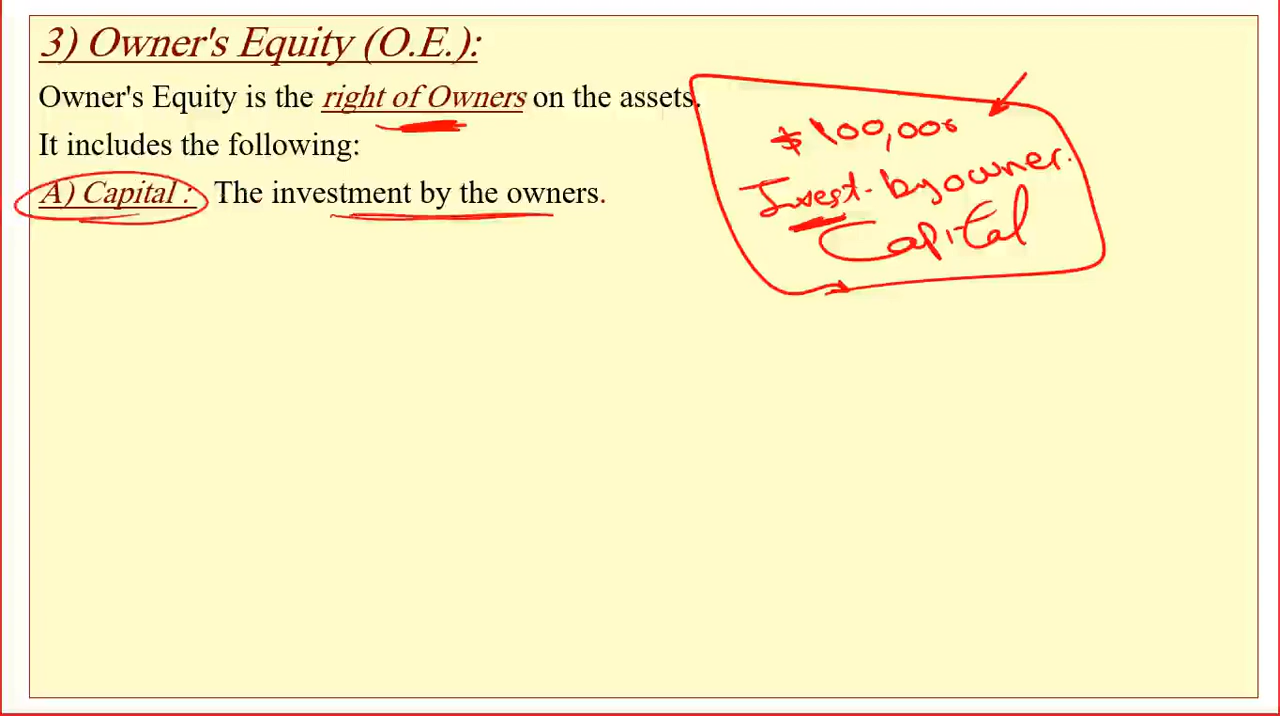 3) Owner's Equity (O.E.):
Owner's Equity is the right of Owners on the assets.
It includes the following:
A) Capital : The investment by the owners.
$100,000
Invest. by owner.
Capital